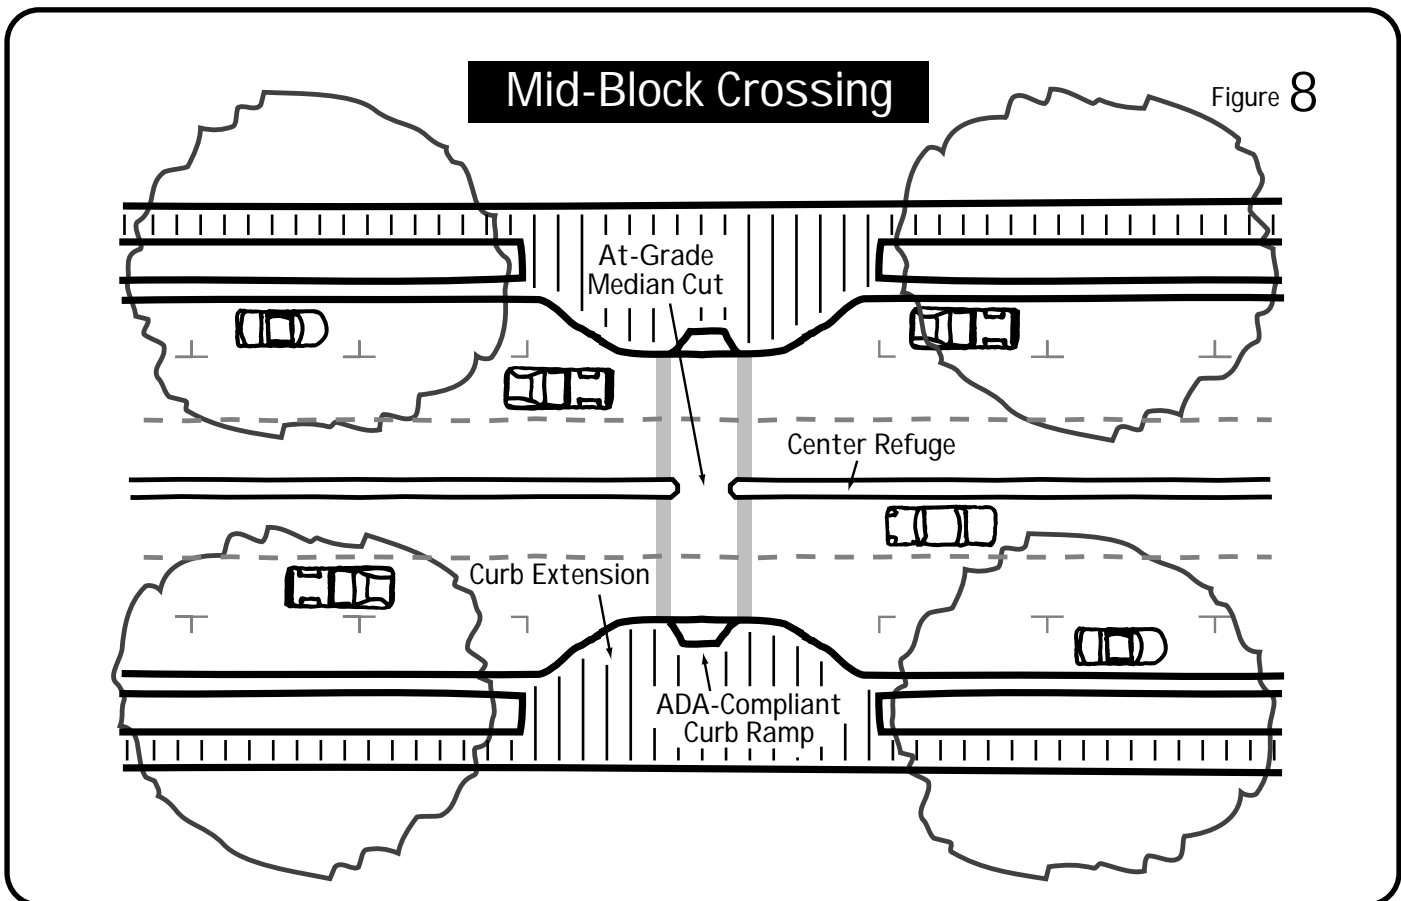 Mid-Block Crossing
Figure 8
At-Grade
Median Cut
Center Refuge
Curb Extension
ADA-Compliant
Curb Ramp